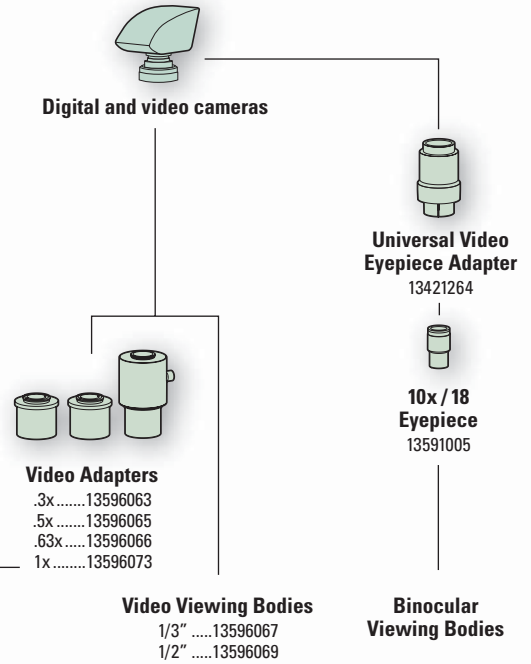 Digital and video cameras
Universal Video
Eyepiece Adapter
13421264
10x / 18
Eyepiece
13591005
Video Adapters
.3x.......13596063
.5x.......13596065
.63x.....13596066
1x........13596073
Video Viewing Bodies
1/3” .....13596067
1/2” .....13596069
Binocular
Viewing Bodies